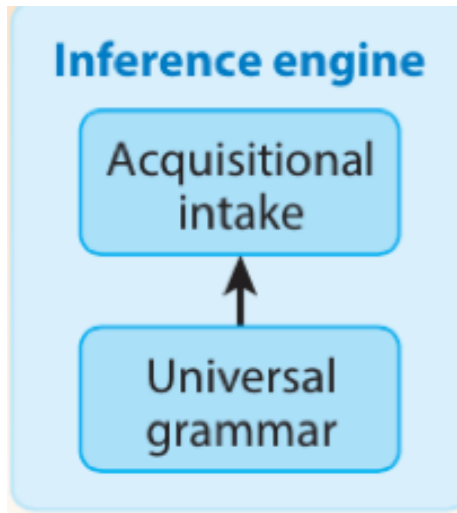 Inference engine
Acquisitional
intake
Universal
grammar